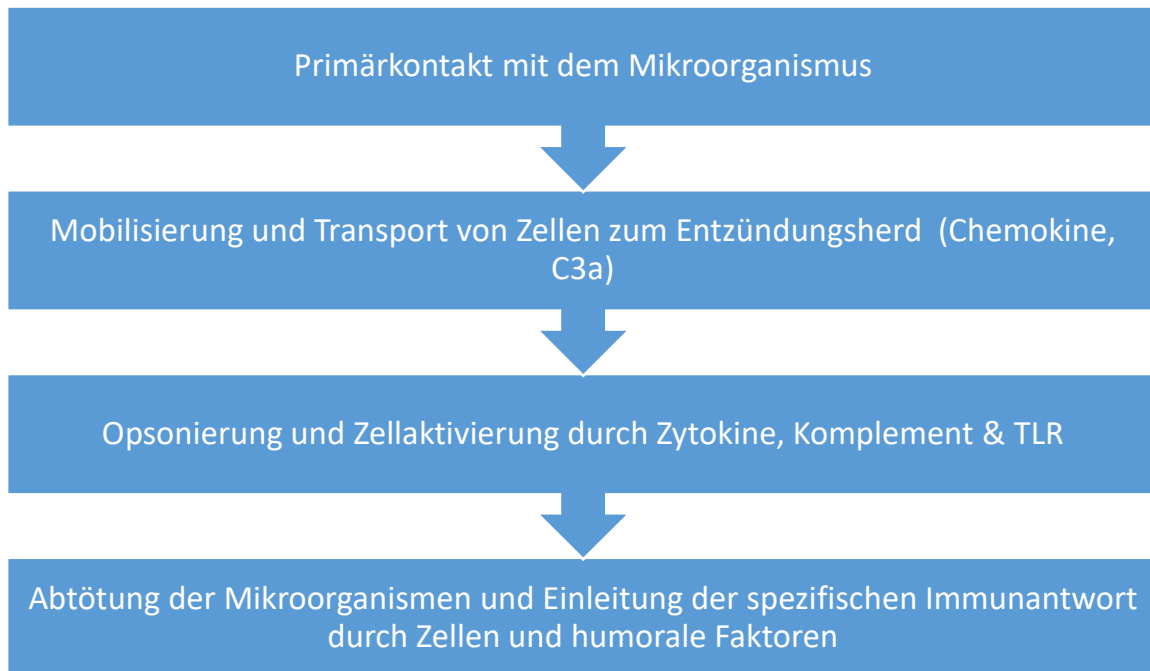 Primärkontakt mit dem Mikroorganismus
Mobilisierung und Transport von Zellen zum Entzündungsherd  (Chemokine,
C3a)
Opsonierung und Zellaktivierung durch Zytokine, Komplement & TLR
Abtötung der Mikroorganismen und Einleitung der spezifischen Immunantwort
durch Zellen und humorale Faktoren